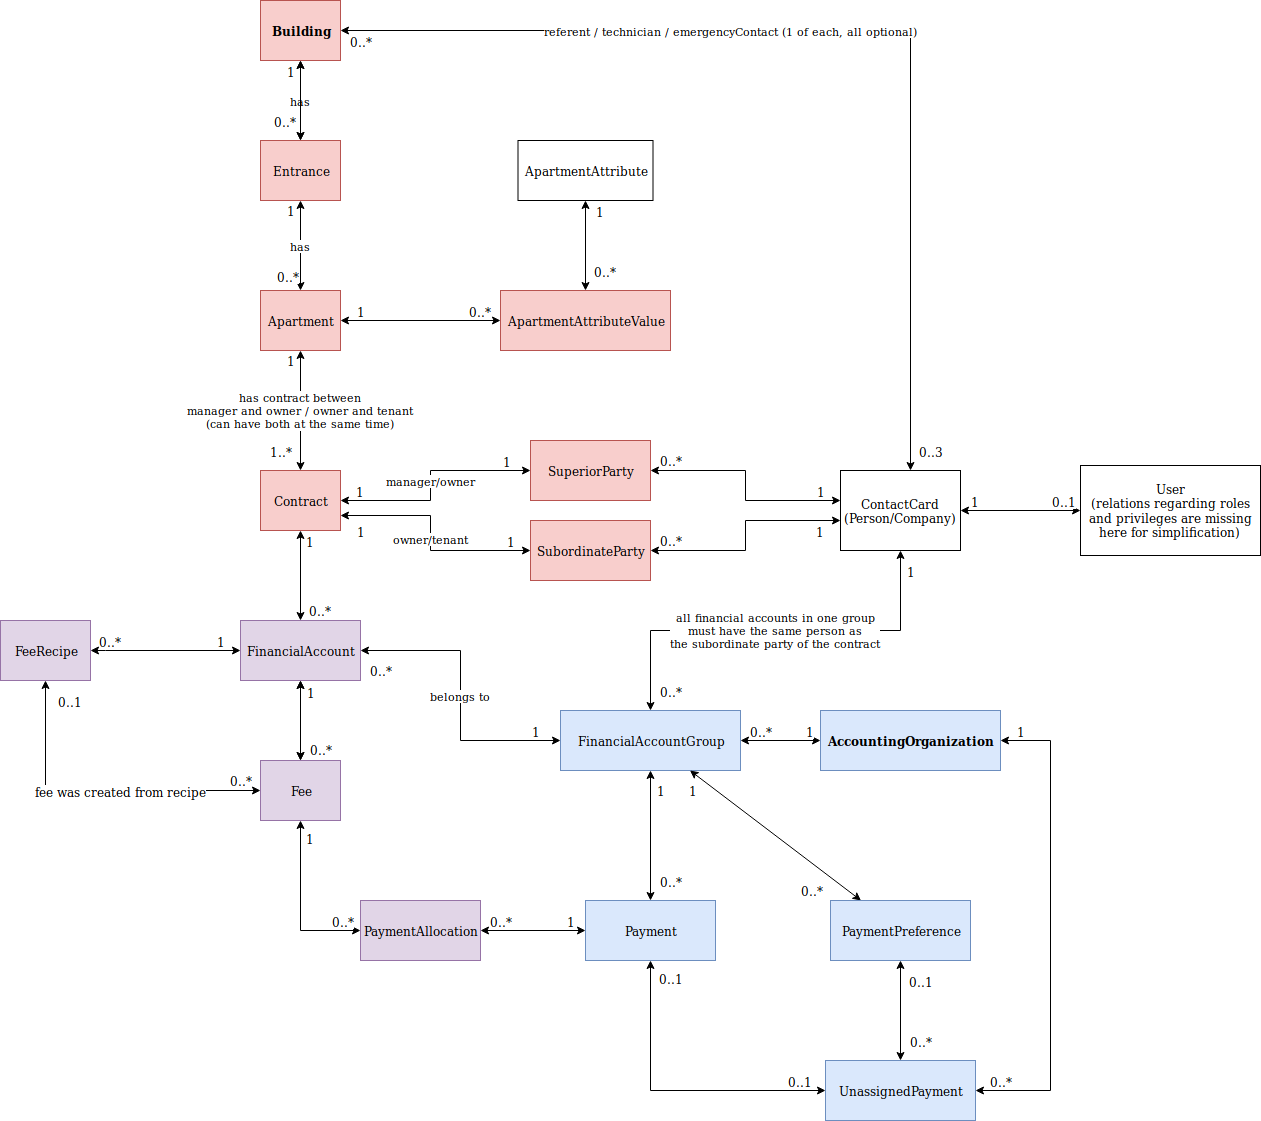 Building
referent / technician / emergencyContact (1 of each, all optional)
0..*
1
has
0..*
Entrance
ApartmentAttribute
1
1
has
0..*
0..*
Apartment
1
0..*
ApartmentAttributeValue
1
has contract between
manager and owner / owner and tenant
(can have both at the same time)
1..*
0..3
1
SuperiorParty
0..*
manager/owner
1
1
Contract
ContactCard
(Person/Company)
1
0..1
User
(relations regarding roles
and privileges are missing
here for simplification)
1
owner/tenant
1
SubordinateParty
0..*
1
1
1
0..*
all financial accounts in one group
must have the same person as
the subordinate party of the contract
FeeRecipe
0..*
1
FinancialAccount
0..*
0..1
1
belongs to
0..*
0..*
1
FinancialAccountGroup
0..*
1
AccountingOrganization
1
fee was created from recipe
0..*
Fee
1
1
1
0..*
0..*
0..*
PaymentAllocation
0..*
1
Payment
PaymentPreference
0..1
0..1
0..*
0..1
UnassignedPayment
0..*